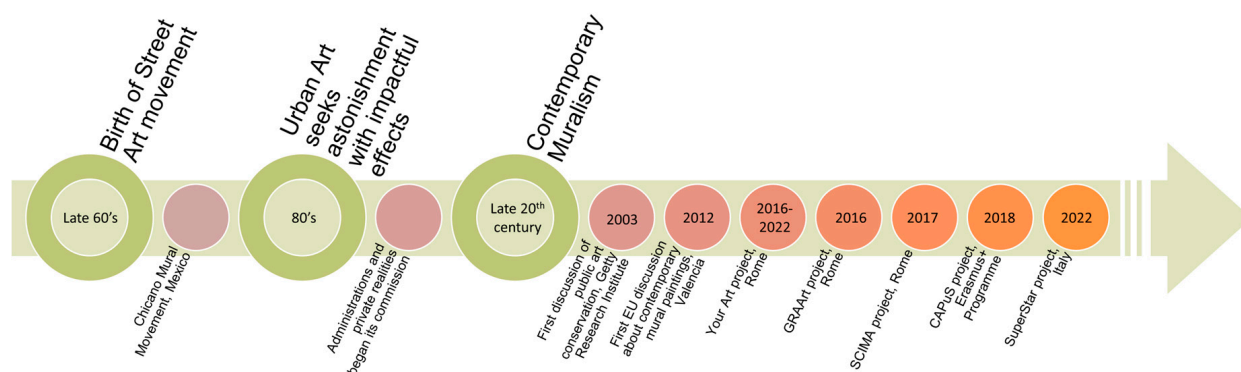 Birth of Street
Art movement
Late 60's
Chicano Mural
Movement, Mexico
Urban Art
seeks
astonishment
with impactful
effects
80's
Administrations and
private realities
began its commission
Contemporary
Muralism
Late 20th
century
2003
First discussion of
public art
conservation, Getty
Research Institute
2012
First EU discussion
about contemporary
mural paintings,
Valencia
2016-
2022
Your Art project,
Rome
2016
GRAArt project,
Rome
2017
SCIMA project, Rome
2018
CAPuS project,
Erasmus+
Programme
2022
SuperStar project,
Italy